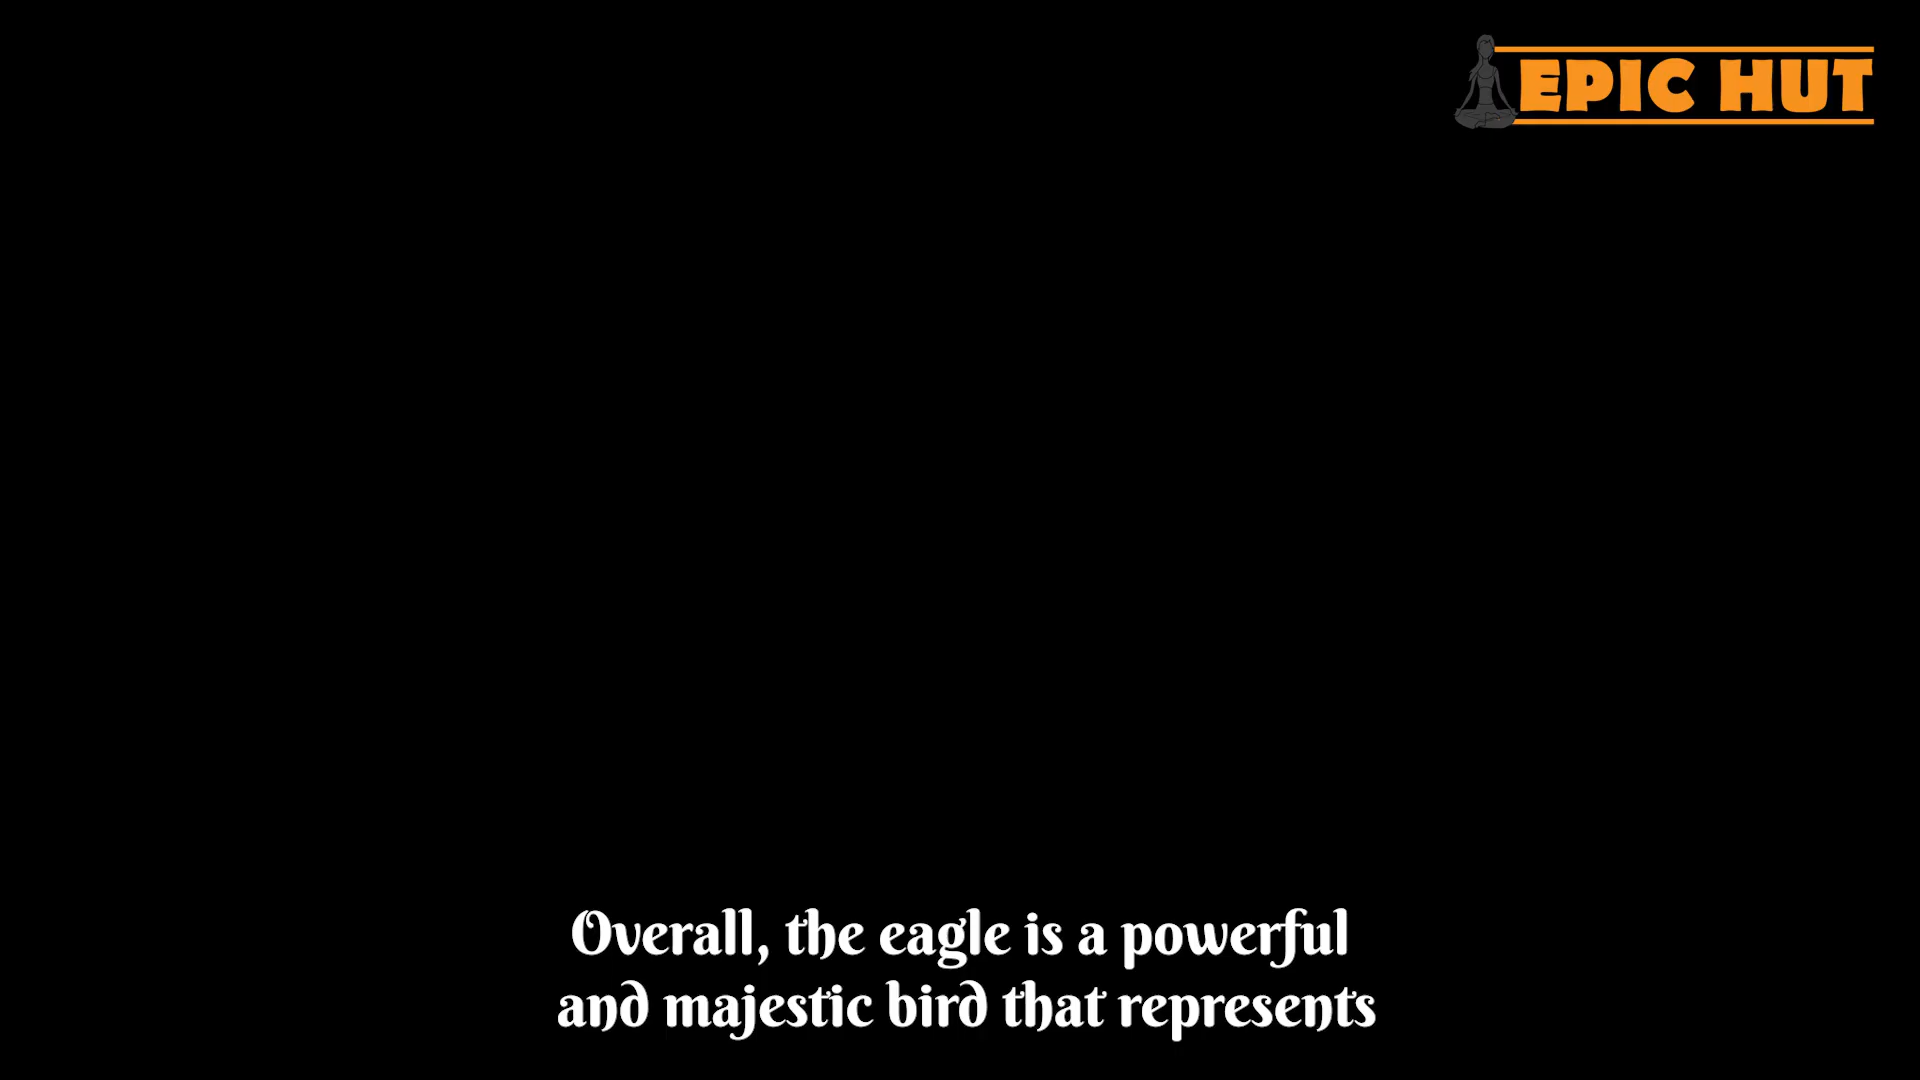 EPIC HUT
Overall, the eagle is a powerful
and majestic bird that represents